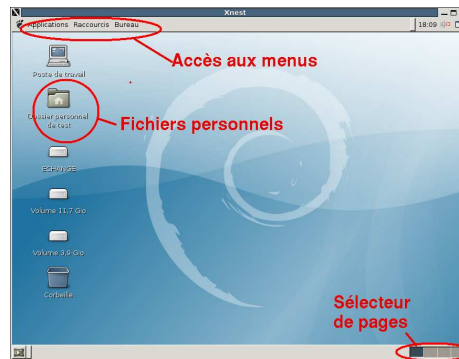 Xnest
Applications Raccourcis Bureau
18:09
Accès aux menus
Poste de travail
Dossier personnel
de test
Fichiers personnels
ECHANGE
Volume 11,7 Gio
Volume 3,9 Gio
Corbeille
Sélecteur
de pages